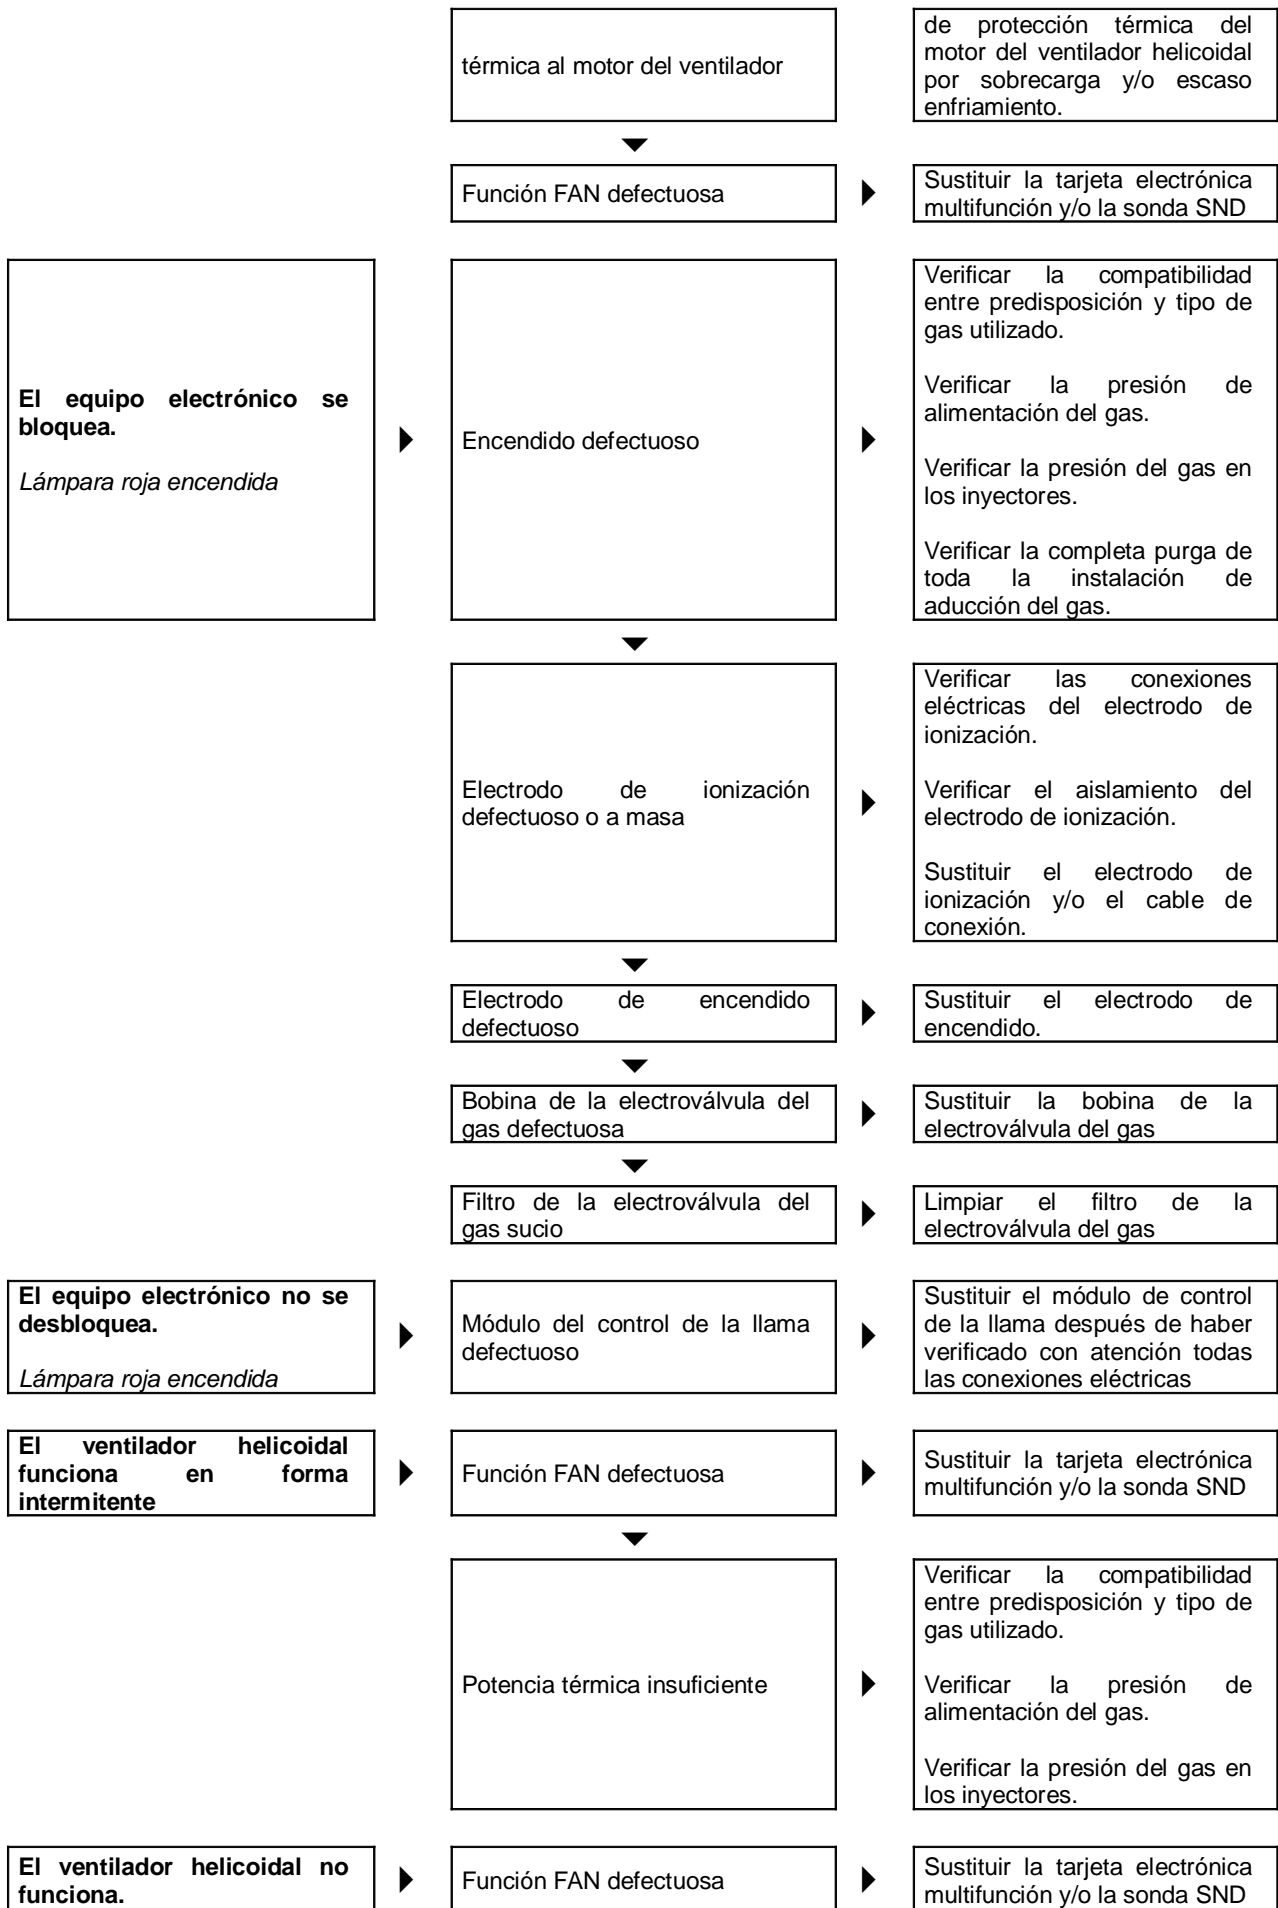 térmica al motor del ventilador
de protección térmica del
motor del ventilador helicoidal
por sobrecarga y/o escaso
enfriamiento.
Función FAN defectuosa
Sustituir la tarjeta electrónica
multifunción y/o la sonda SND
El equipo electrónico se
bloquea.
Lámpara roja encendida
Encendido defectuoso
Verificar la compatibilidad
entre predisposición y tipo de
gas utilizado.
Verificar la presión de
alimentación del gas.
Verificar la presión del gas en
los inyectores.
Verificar la completa purga de
toda la instalación de
aducción del gas.
Electrodo de ionización
defectuoso o a masa
Verificar las conexiones
eléctricas del electrodo de
ionización.
Verificar el aislamiento del
electrodo de ionización.
Sustituir el electrodo de
ionización y/o el cable de
conexión.
Electrodo de encendido
defectuoso
Sustituir el electrodo de
encendido.
Bobina de la electroválvula del
gas defectuosa
Sustituir la bobina de la
electroválvula del gas
Filtro de la electroválvula del
gas sucio
Limpiar el filtro de la
electroválvula del gas
El equipo electrónico no se
desbloquea.
Lámpara roja encendida
Módulo del control de la llama
defectuoso
Sustituir el módulo de control
de la llama después de haber
verificado con atención todas
las conexiones eléctricas
El ventilador helicoidal
funciona en forma
intermitente
Función FAN defectuosa
Sustituir la tarjeta electrónica
multifunción y/o la sonda SND
Potencia térmica insuficiente
Verificar la compatibilidad
entre predisposición y tipo de
gas utilizado.
Verificar la presión de
alimentación del gas.
Verificar la presión del gas en
los inyectores.
El ventilador helicoidal no
funciona.
Función FAN defectuosa
Sustituir la tarjeta electrónica
multifunción y/o la sonda SND